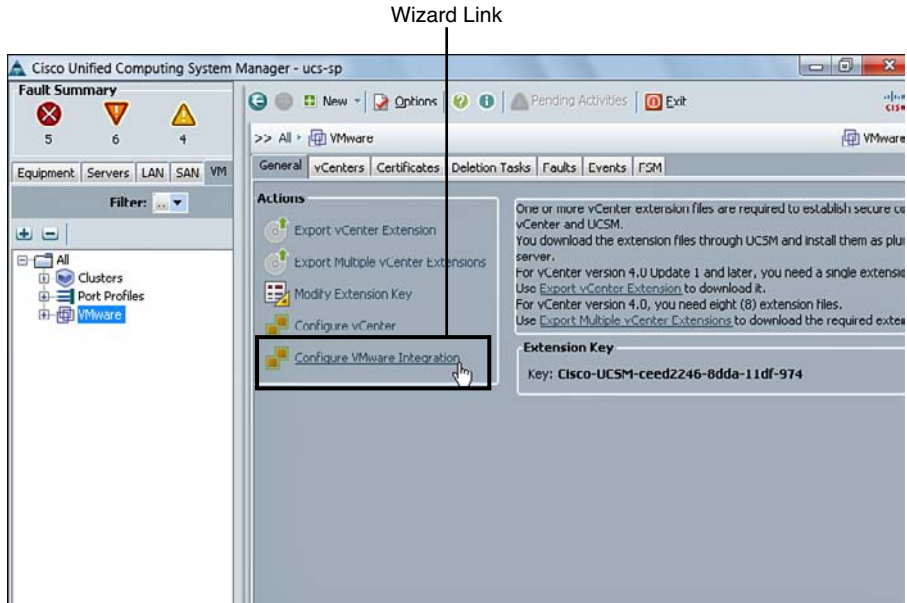 Wizard Link
Cisco Unified Computing System Manager - ucs-sp
Fault Summary
5 6 4
Equipment Servers LAN SAN VM
Filter: ..
All
Clusters
Port Profiles
VMware
New Options Pending Activities Exit
>> All VMware VMware
General vCenters Certificates Deletion Tasks Faults Events FSM
Actions
Export vCenter Extension
Export Multiple vCenter Extensions
Modify Extension Key
Configure vCenter
Configure VMware Integration
One or more vCenter extension files are required to establish secure co
vCenter and UCSM.
You download the extension files through UCSM and install them as plu
server.
For vCenter version 4.0 Update 1 and later, you need a single extensio
Use Export vCenter Extension to download it.
For vCenter version 4.0, you need eight (8) extension files.
Use Export Multiple vCenter Extensions to download the required exte
Extension Key
Key: Cisco-UCSM-ceed2246-8dda-11df-974